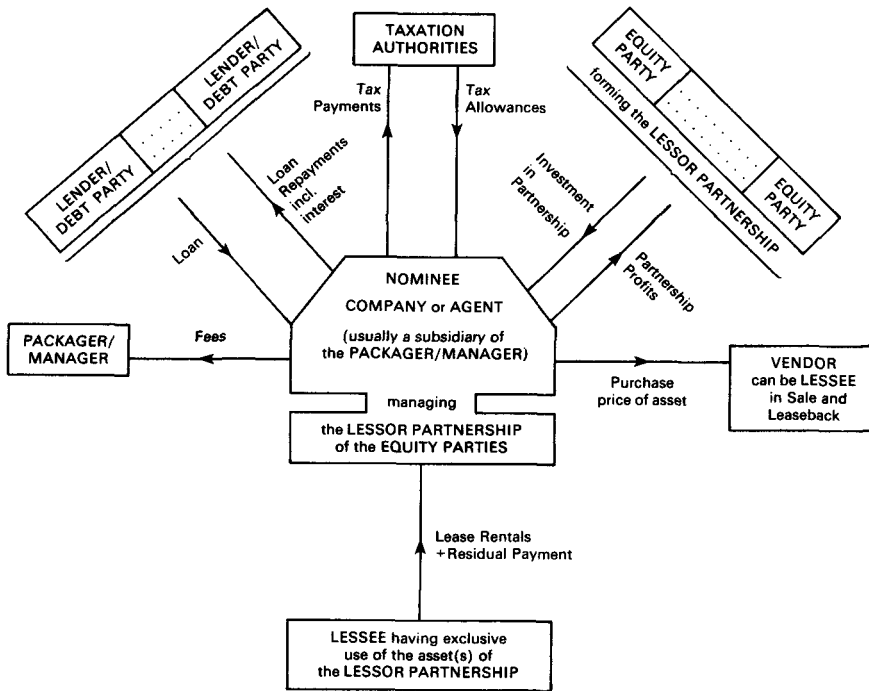 LENDER/
DEBT PARTY
LENDER/
DEBT PARTY
TAXATION
AUTHORITIES
EQUITY
PARTY
EQUITY
PARTY
forming the LESSOR PARTNERSHIP
Tax
Payments
Tax
Allowances
Loan
Loan
Repayments
incl.
interest
Investment
in
Partnership
Partnership
Profits
NOMINEE
COMPANY or AGENT
(usually a subsidiary of
the PACKAGER/MANAGER)
managing
the LESSOR PARTNERSHIP
of the EQUITY PARTIES
PACKAGER/
MANAGER
Fees
Purchase
price of asset
VENDOR
can be LESSEE
in Sale and
Leaseback
Lease Rentals
+Residual Payment
LESSEE having exclusive
use of the asset(s) of
the LESSOR PARTNERSHIP